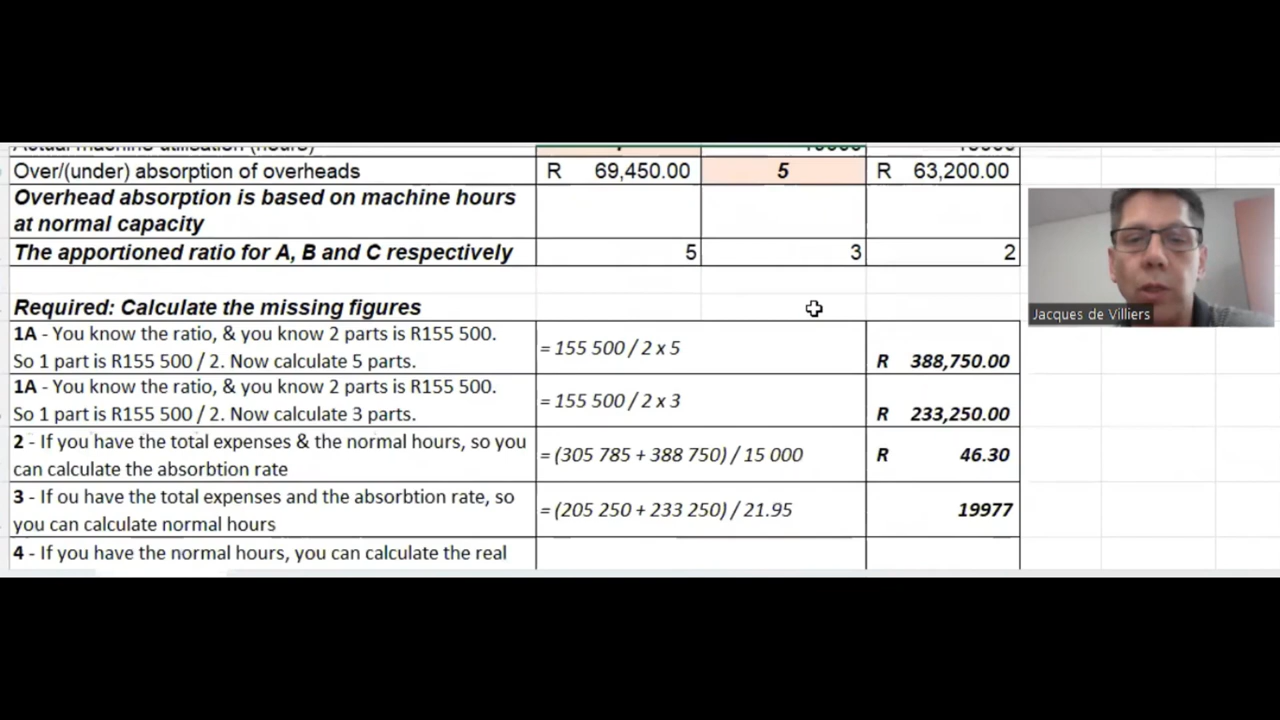 Actual machine utilisation (hours)
Over/(under) absorption of overheads R 69,450.00 5 R 63,200.00
Overhead absorption is based on machine hours
at normal capacity
The apportioned ratio for A, B and C respectively 5 3 2
Required: Calculate the missing figures
1A - You know the ratio, & you know 2 parts is R155 500.
So 1 part is R155 500 / 2. Now calculate 5 parts.
= 155 500 / 2 x 5
R 388,750.00
1A - You know the ratio, & you know 2 parts is R155 500.
So 1 part is R155 500 / 2. Now calculate 3 parts.
= 155 500 / 2 x 3
R 233,250.00
2 - If you have the total expenses & the normal hours, so you
can calculate the absorbtion rate
= (305 785 + 388 750) / 15 000
R 46.30
3 - If ou have the total expenses and the absorbtion rate, so
you can calculate normal hours
= (205 250 + 233 250) / 21.95
19977
4 - If you have the normal hours, you can calculate the real
Jacques de Villiers